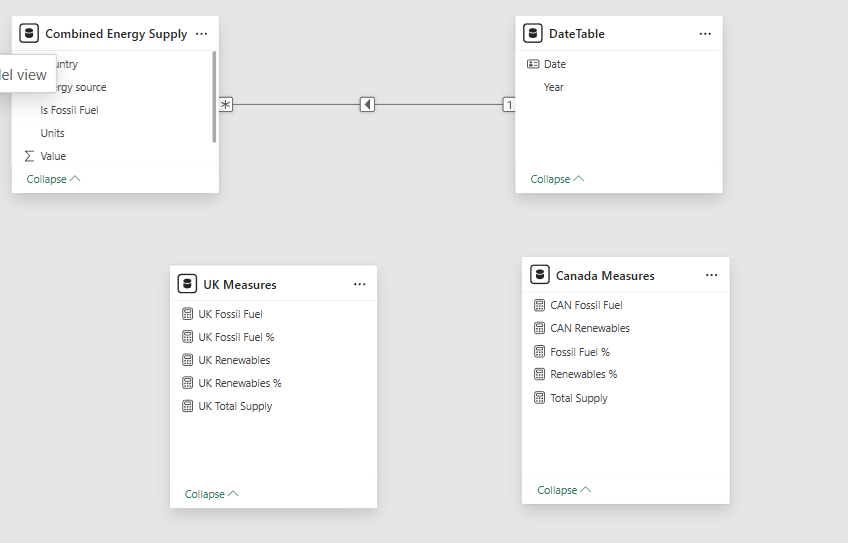 Combined Energy Supply ...
untry
el view
rgy source
Is Fossil Fuel
Units
Value
Collapse
*
1
DateTable ...
Date
Year
Collapse
UK Measures ...
UK Fossil Fuel
UK Fossil Fuel %
UK Renewables
UK Renewables %
UK Total Supply
Collapse
Canada Measures ...
CAN Fossil Fuel
CAN Renewables
Fossil Fuel %
Renewables %
Total Supply
Collapse